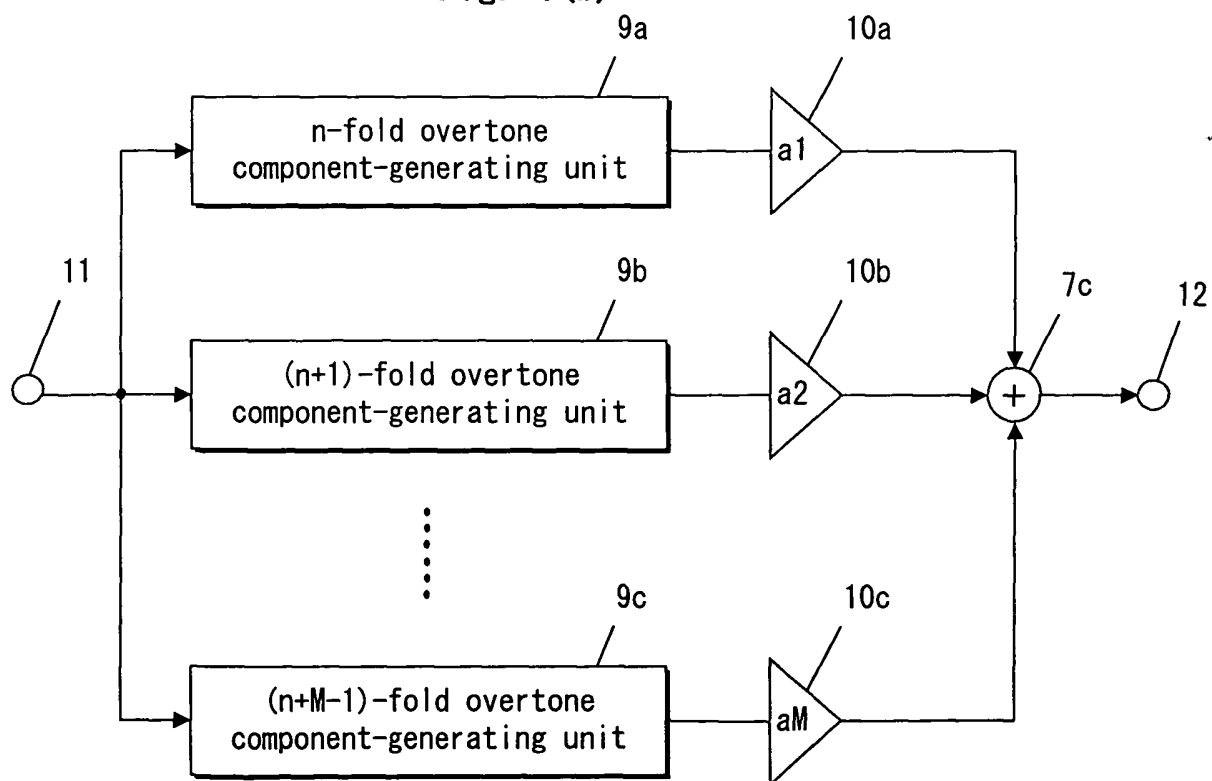 9a
10a
n-fold overtone
component-generating unit
a1
11
9b
10b
7c
12
(n+1)-fold overtone
component-generating unit
a2
+
9c
10c
(n+M-1)-fold overtone
component-generating unit
aM